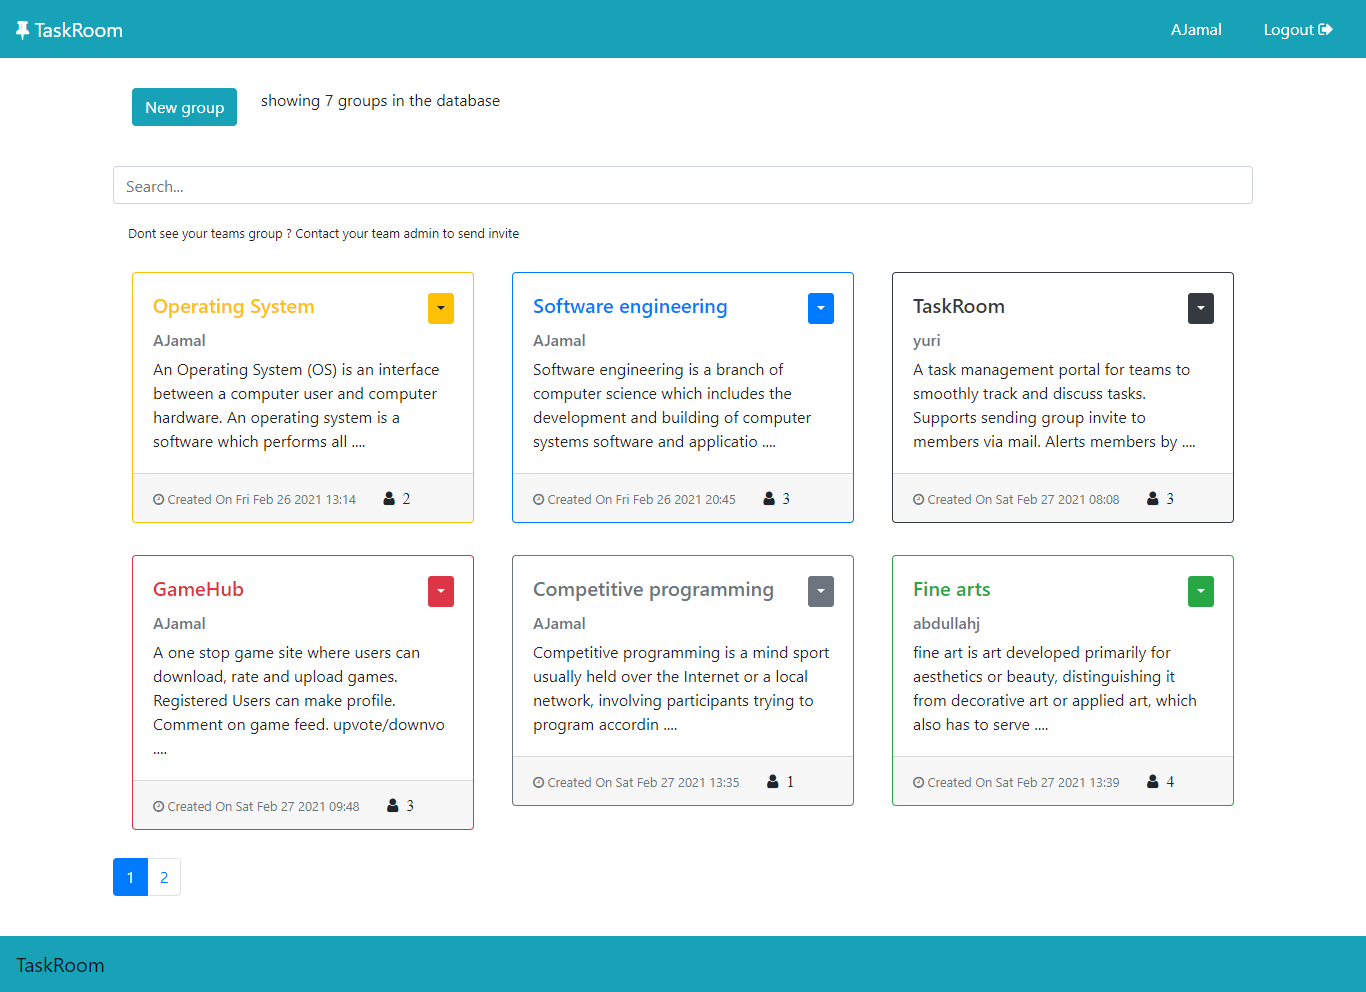 TaskRoom
AJamal
Logout
New group
showing 7 groups in the database
Search...
Dont see your teams group ? Contact your team admin to send invite
Operating System
AJamal
An Operating System (OS) is an interface
between a computer user and computer
hardware. An operating system is a
software which performs all ....
Created On Fri Feb 26 2021 13:14
2
Software engineering
AJamal
Software engineering is a branch of
computer science which includes the
development and building of computer
systems software and applicatio ....
Created On Fri Feb 26 2021 20:45
3
TaskRoom
yuri
A task management portal for teams to
smoothly track and discuss tasks.
Supports sending group invite to
members via mail. Alerts members by ....
Created On Sat Feb 27 2021 08:08
3
GameHub
AJamal
A one stop game site where users can
download, rate and upload games.
Registered Users can make profile.
Comment on game feed. upvote/downvo
....
Created On Sat Feb 27 2021 09:48
3
Competitive programming
AJamal
Competitive programming is a mind sport
usually held over the Internet or a local
network, involving participants trying to
program accordin ....
Created On Sat Feb 27 2021 13:35
1
Fine arts
abdullahj
fine art is art developed primarily for
aesthetics or beauty, distinguishing it
from decorative art or applied art, which
also has to serve ....
Created On Sat Feb 27 2021 13:39
4
1
2
TaskRoom